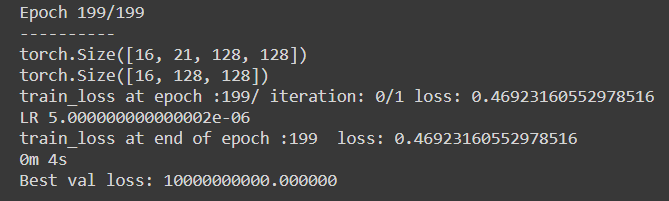 Epoch 199/199
----------
torch.Size([16, 21, 128, 128])
torch.Size([16, 128, 128])
train_loss at epoch :199/ iteration: 0/1 loss: 0.46923160552978516
LR 5.000000000000002e-06
train_loss at end of epoch :199  loss: 0.46923160552978516
0m 4s
Best val loss: 10000000000.000000